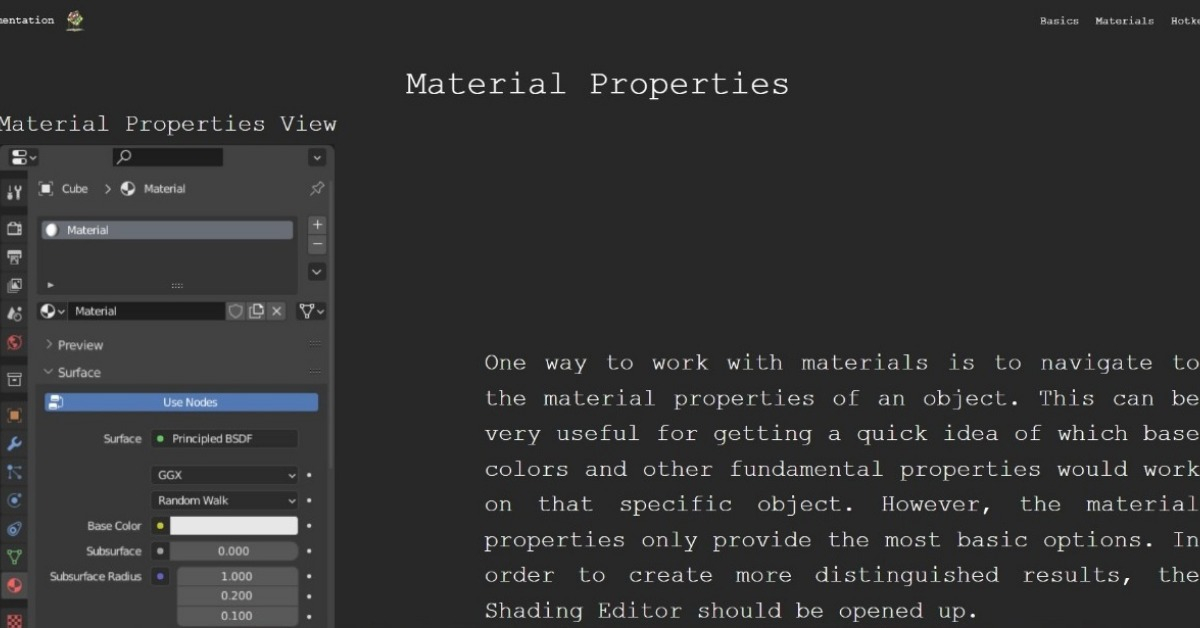 mentation
Basics Materials Hotke
Material Properties
Material Properties View
Cube > Material
Material
Material
Preview
Surface
Use Nodes
Surface Principled BSDF
GGX
Random Walk
Base Color
Subsurface 0.000
Subsurface Radius 1.000
0.200
0.100
One way to work with materials is to navigate to
the material properties of an object. This can be
very useful for getting a quick idea of which base
colors and other fundamental properties would work
on that specific object. However, the material
properties only provide the most basic options. In
order to create more distinguished results, the
Shading Editor should be opened up.